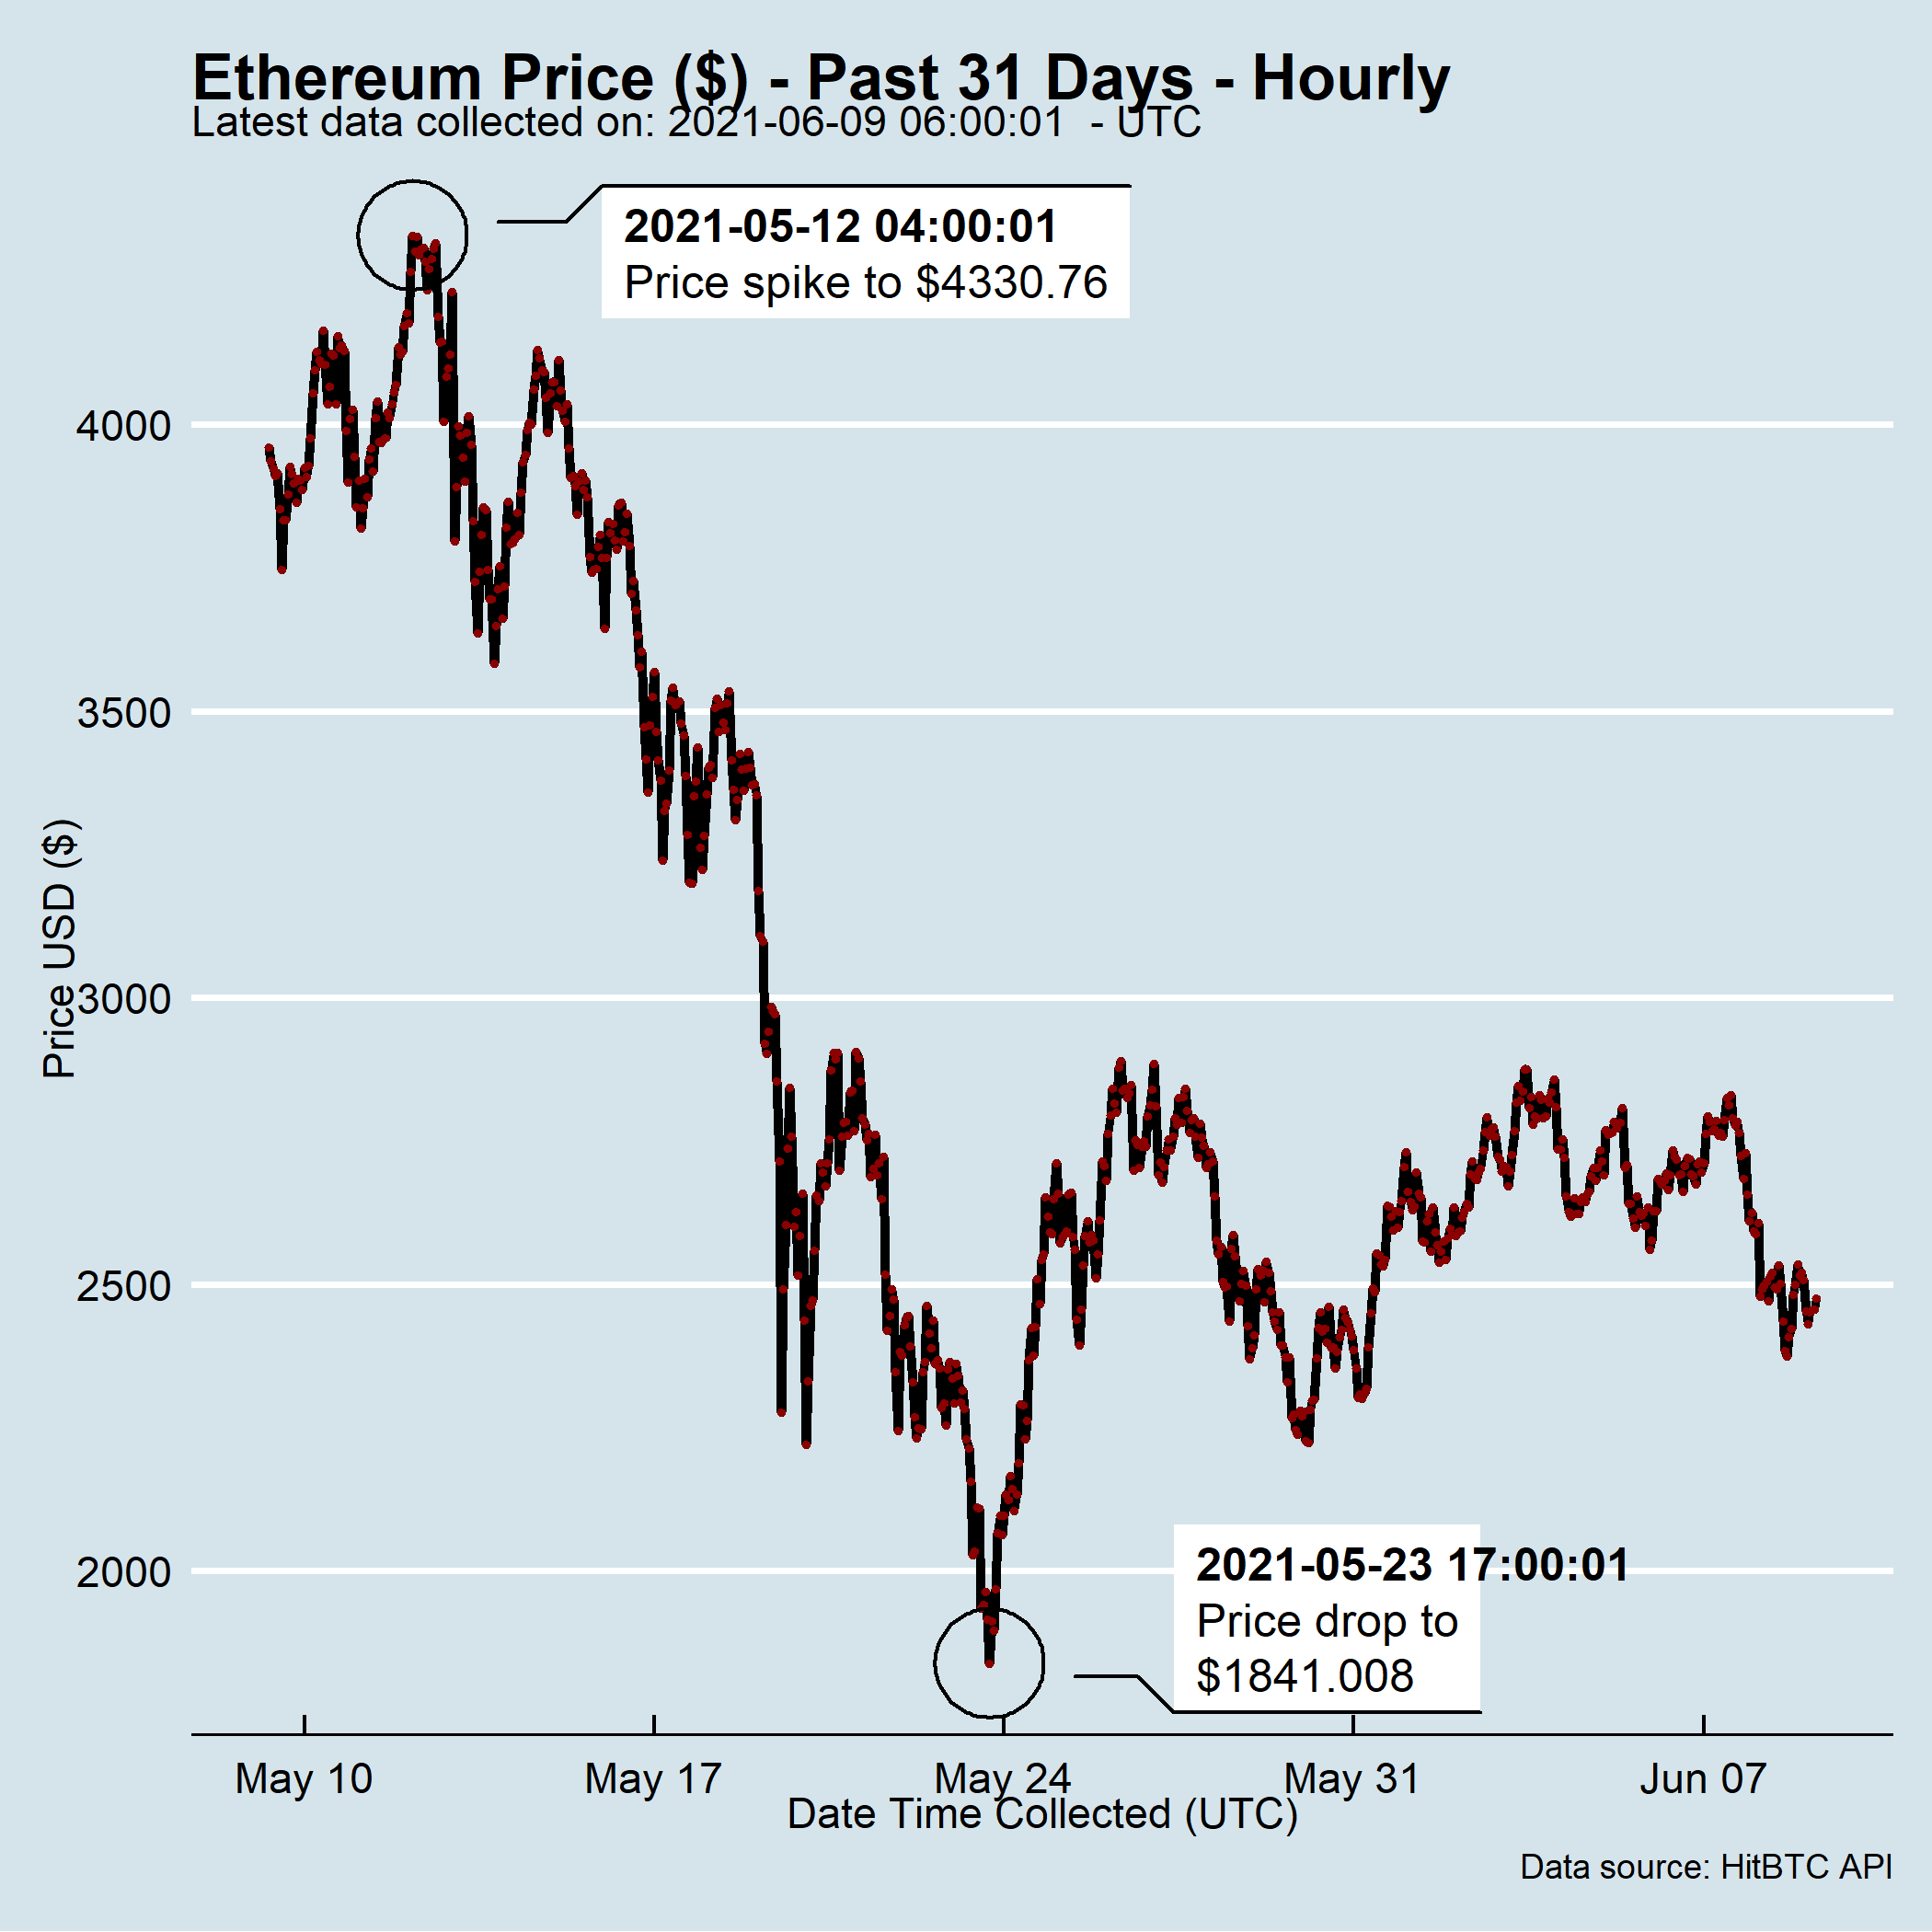 Ethereum Price ($) - Past 31 Days - Hourly
Latest data collected on: 2021-06-09 06:00:01  - UTC
2021-05-12 04:00:01
Price spike to $4330.76
4000
3500
3000
2500
2000
Price USD ($)
2021-05-23 17:00:01
Price drop to
$1841.008
May 10
May 17
May 24
May 31
Jun 07
Date Time Collected (UTC)
Data source: HitBTC API